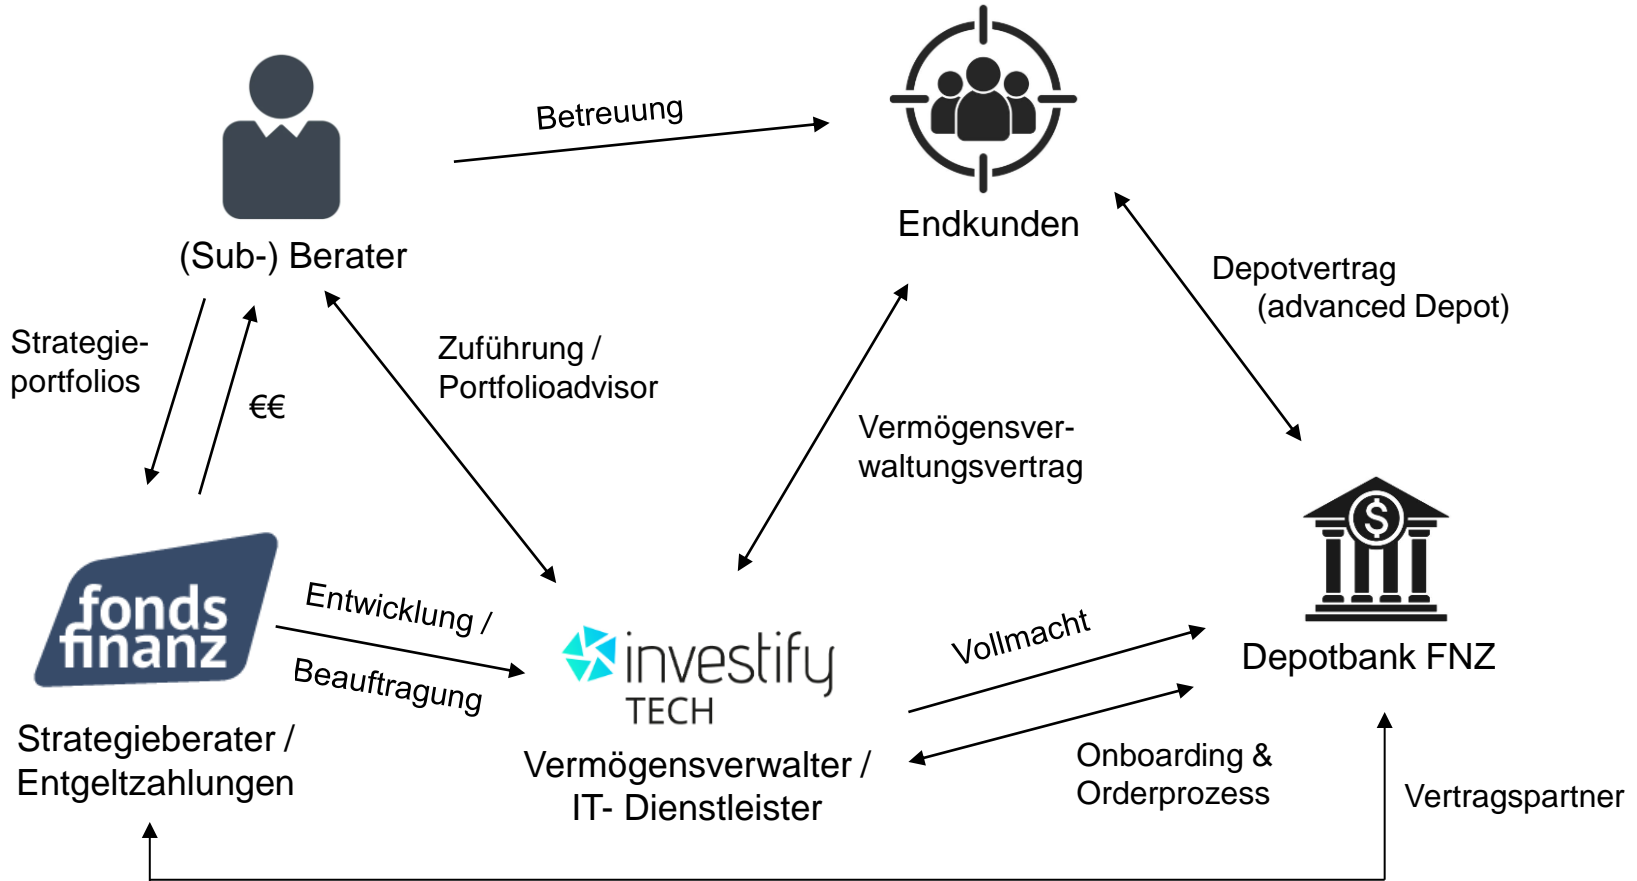 Betreuung
Endkunden
(Sub-) Berater
Depotvertrag
(advanced Depot)
Strategie-
portfolios
€€
Zuführung /
Portfolioadvisor
Vermögensver-
waltungsvertrag
$
fonds
finanz
Entwicklung /
Beauftragung
investify
TECH
Vollmacht
Depotbank FNZ
Strategieberater /
Entgeltzahlungen
Vermögensverwalter /
IT- Dienstleister
Onboarding &
Orderprozess
Vertragspartner